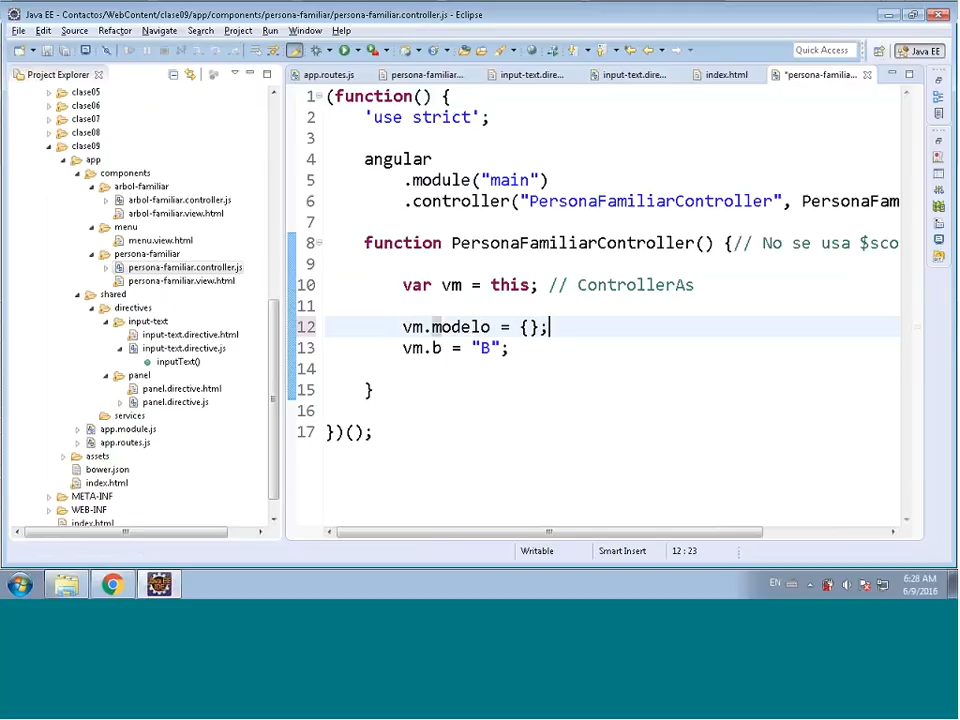 Java EE - Contactos/WebContent/clase09/app/components/persona-familiar/persona-familiar.controller.js - Eclipse
File Edit Source Refactor Navigate Search Project Run Window Help
Quick Access
Java EE
Project Explorer
app.routes.js
persona-familiar...
input-text.dire...
input-text.dire...
index.html
*persona-familia...
clase05
clase06
clase07
clase08
clase09
app
components
arbol-familiar
arbol-familiar.controller.js
arbol-familiar.view.html
menu
menu.view.html
persona-familiar
persona-familiar.controller.js
persona-familiar.view.html
shared
directives
input-text
input-text.directive.html
input-text.directive.js
inputText()
panel
panel.directive.html
panel.directive.js
services
app.module.js
app.routes.js
assets
bower.json
index.html
META-INF
WEB-INF
index.html
1 (function() {
2 'use strict';
3
4 angular
5 .module("main")
6 .controller("PersonaFamiliarController", PersonaFam
7
8 function PersonaFamiliarController() {// No se usa $sco
9
10 var vm = this; // ControllerAs
11
12 vm.modelo = {};
13 vm.b = "B";
14
15 }
16
17 })();
Writable Smart Insert 12 : 23
EN 6:28 AM
6/9/2016